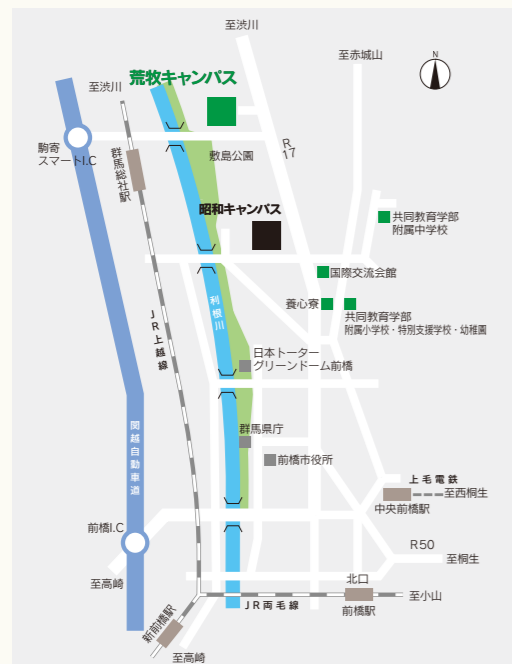 至渋川
至赤城山
N
荒牧キャンパス
至渋川
R
17
駒寄
スマートI.C
群馬総社駅
敷島公園
昭和キャンパス
共同教育学部
附属中学校
国際交流会館
養心寮
共同教育学部
附属小学校・特別支援学校・幼稚園
利根川
JR上越線
日本トーター
グリーンドーム前橋
関越自動車道
群馬県庁
前橋市役所
上毛電鉄
至西桐生
中央前橋駅
前橋I.C
R50
至桐生
至高崎
北口
前橋駅
至小山
JR両毛線
新前橋駅
至高崎